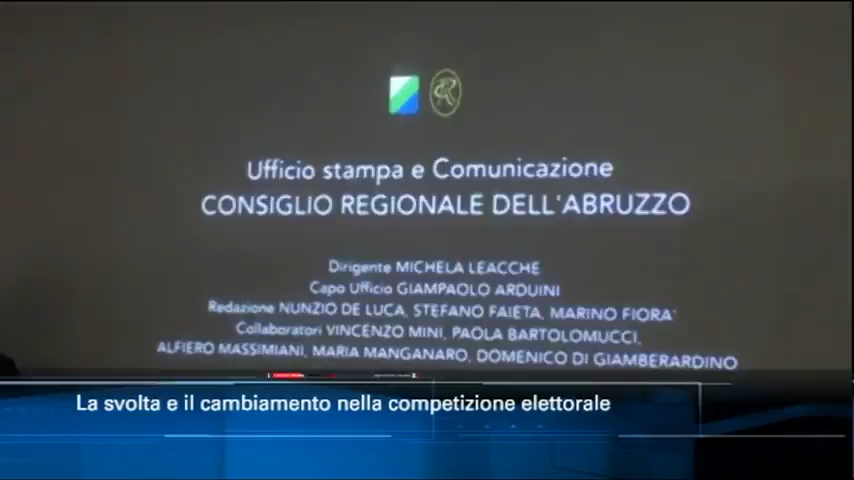 Ufficio stampa e Comunicazione
CONSIGLIO REGIONALE DELL'ABRUZZO
Dirigente MICHELA LEACCHE
Capo Ufficio GIAMPAOLO ARDUINI
Redazione NUNZIO DE LUCA, STEFANO FAIETA, MARINO FIORA'
Collaboratori VINCENZO MINI, PAOLA BARTOLOMUCCI,
ALFIERO MASSIMIANI, MARIA MANGANARO, DOMENICO DI GIAMBERARDINO
La svolta e il cambiamento nella competizione elettorale